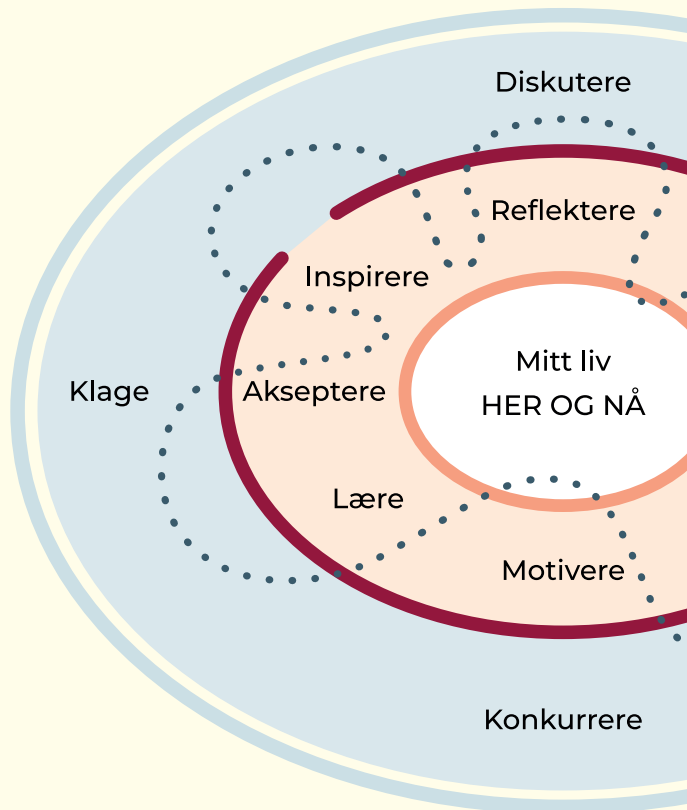 Diskutere
Reflektere
Inspirere
Mitt liv
HER OG NÅ
Klage
Akseptere
Lære
Motivere
Konkurrere